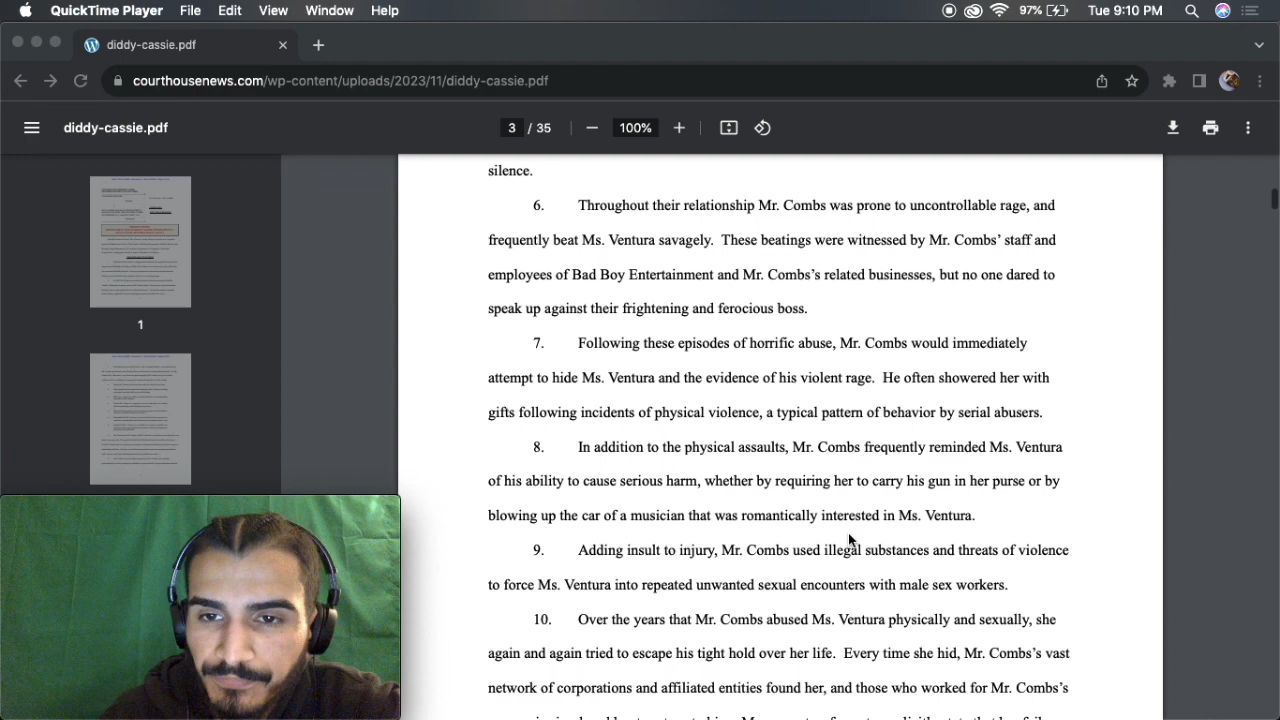 QuickTime Player File Edit View Window Help 97% Tue 9:10 PM
diddy-cassie.pdf
courthousenews.com/wp-content/uploads/2023/11/diddy-cassie.pdf
diddy-cassie.pdf 3 / 35 100%
silence.
6. Throughout their relationship Mr. Combs was prone to uncontrollable rage, and
frequently beat Ms. Ventura savagely. These beatings were witnessed by Mr. Combs’ staff and
employees of Bad Boy Entertainment and Mr. Combs’s related businesses, but no one dared to
speak up against their frightening and ferocious boss.
7. Following these episodes of horrific abuse, Mr. Combs would immediately
attempt to hide Ms. Ventura and the evidence of his violent rage. He often showered her with
gifts following incidents of physical violence, a typical pattern of behavior by serial abusers.
8. In addition to the physical assaults, Mr. Combs frequently reminded Ms. Ventura
of his ability to cause serious harm, whether by requiring her to carry his gun in her purse or by
blowing up the car of a musician that was romantically interested in Ms. Ventura.
9. Adding insult to injury, Mr. Combs used illegal substances and threats of violence
to force Ms. Ventura into repeated unwanted sexual encounters with male sex workers.
10. Over the years that Mr. Combs abused Ms. Ventura physically and sexually, she
again and again tried to escape his tight hold over her life. Every time she hid, Mr. Combs’s vast
network of corporations and affiliated entities found her, and those who worked for Mr. Combs’s
1